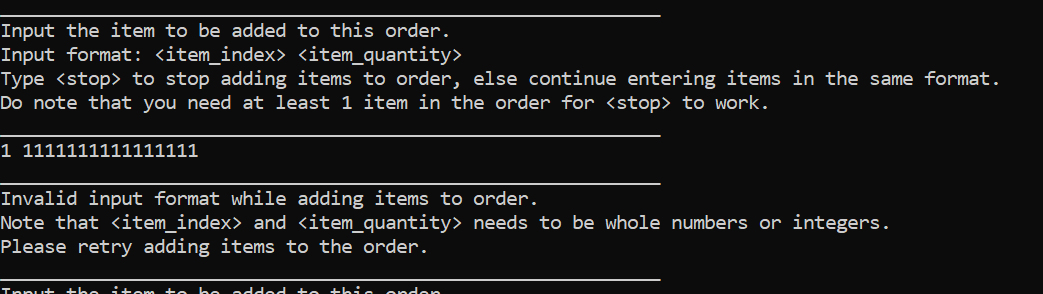 Input the item to be added to this order.
Input format: <item_index> <item_quantity>
Type <stop> to stop adding items to order, else continue entering items in the same format.
Do note that you need at least 1 item in the order for <stop> to work.
1 1111111111111111
Invalid input format while adding items to order.
Note that <item_index> and <item_quantity> needs to be whole numbers or integers.
Please retry adding items to the order.
Input the item to be added to this order.